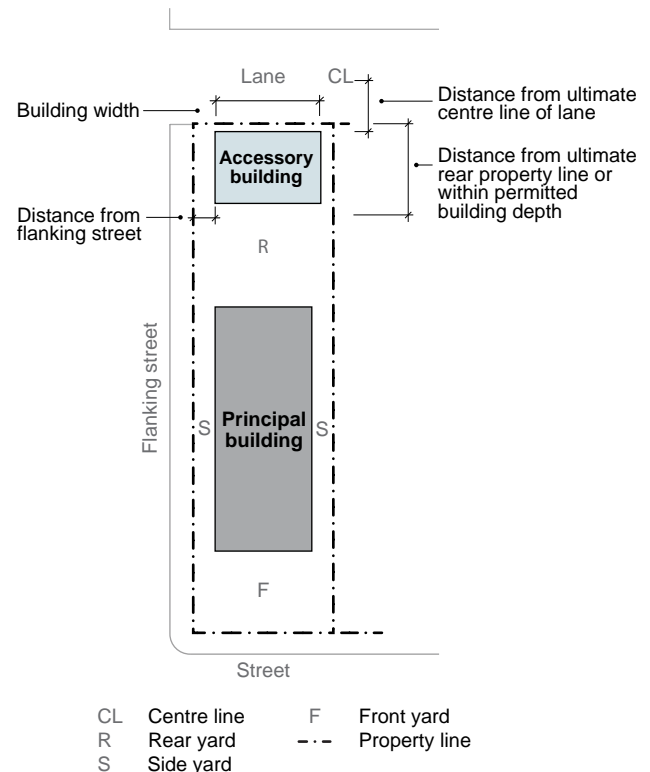 Lane
CL
Building width
Distance from ultimate
centre line of lane
Accessory
building
Distance from ultimate
rear property line or
within permitted
building depth
Distance from
flanking street
R
Flanking street
S
Principal
building
S
F
Street
CL Centre line
F Front yard
R Rear yard
Property line
S Side yard